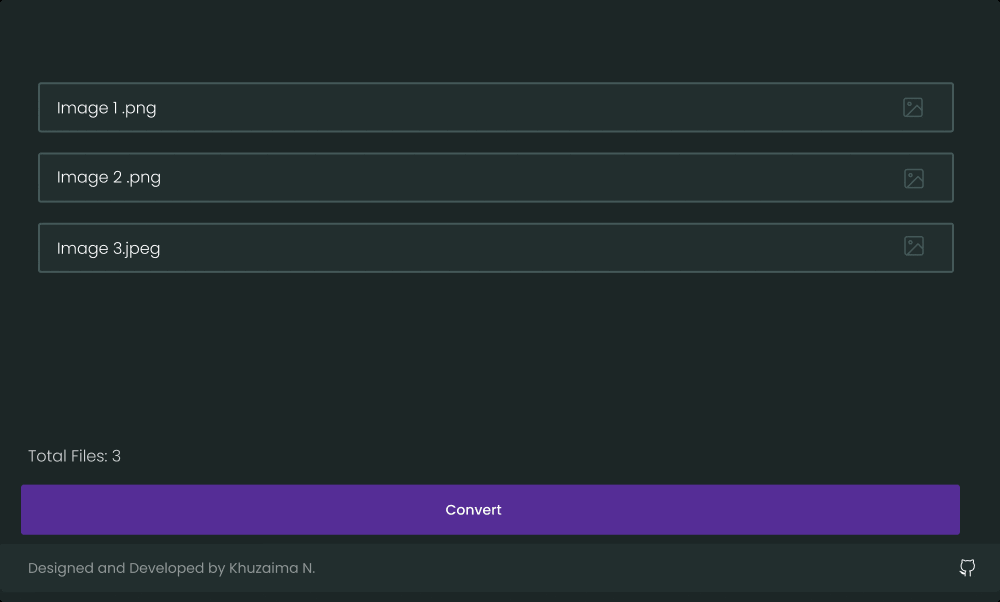 Image 1 .png
Image 2 .png
Image 3.jpeg
Total Files: 3
Convert
Designed and Developed by Khuzaima N.